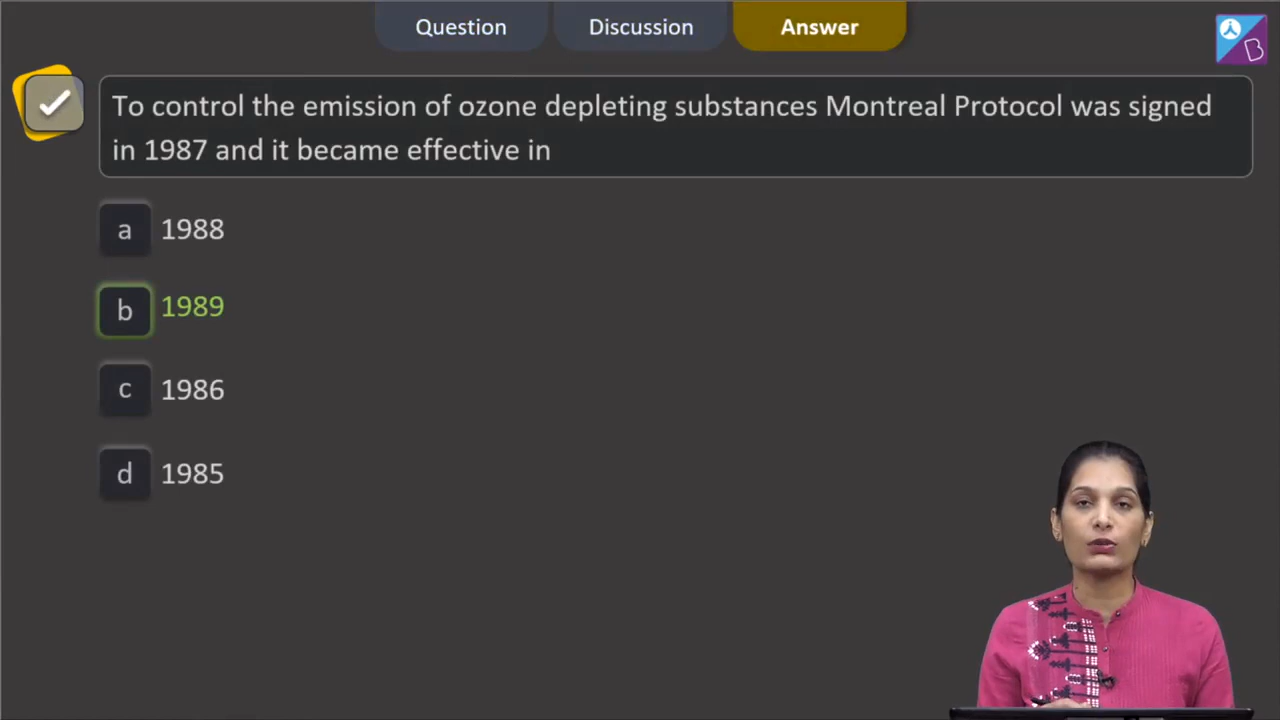 Question Discussion Answer
To control the emission of ozone depleting substances Montreal Protocol was signed
in 1987 and it became effective in
a 1988
b 1989
c 1986
d 1985
B